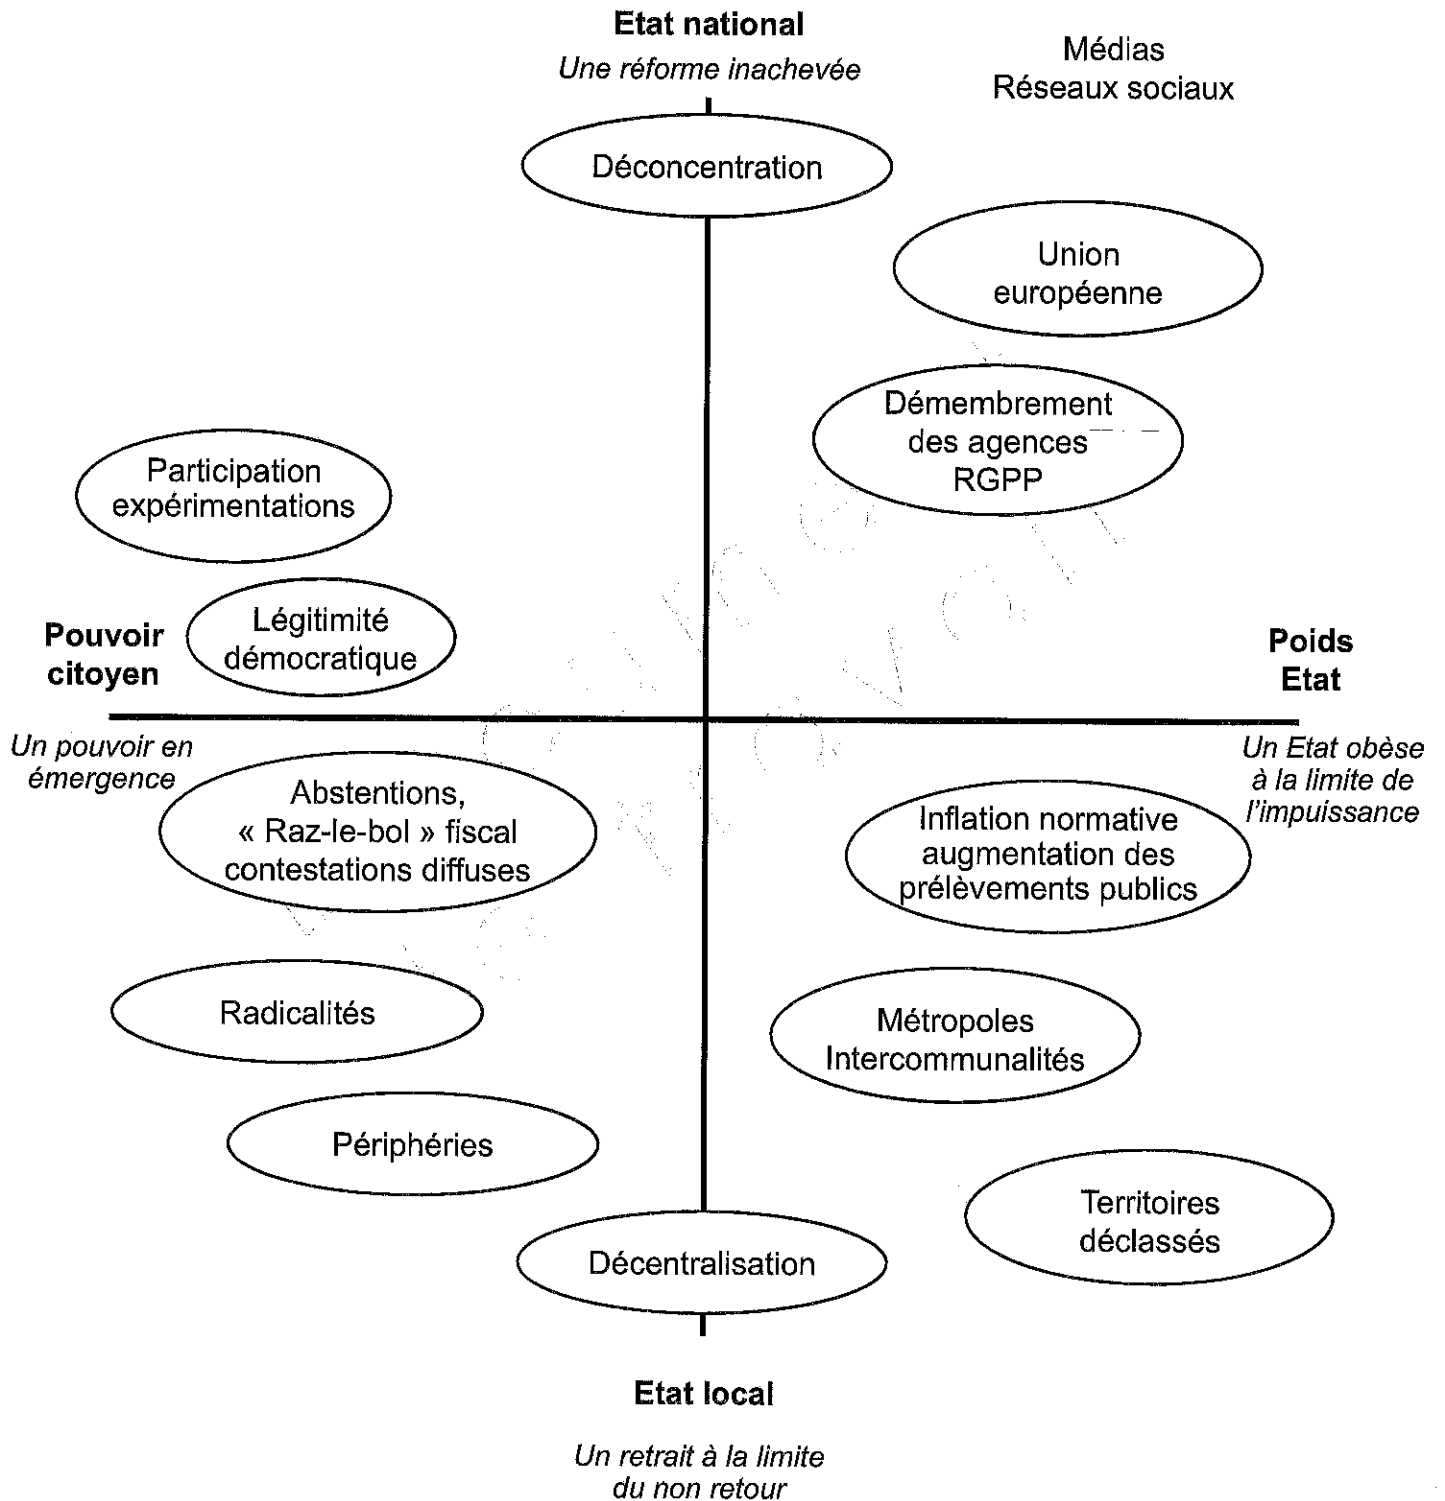 Etat national
Une réforme inachevée
Médias
Réseaux sociaux
Déconcentration
Union
européenne
Démembrement
des agences
RGPP
Participation
expérimentations
Légitimité
démocratique
Pouvoir
citoyen
Poids
Etat
Un pouvoir en
émergence
Un Etat obèse
à la limite de
l'impuissance
Abstentions,
« Raz-le-bol » fiscal
contestations diffuses
Inflation normative
augmentation des
prélèvements publics
Radicalités
Métropoles
Intercommunalités
Périphéries
Territoires
déclassés
Décentralisation
Etat local
Un retrait à la limite
du non retour